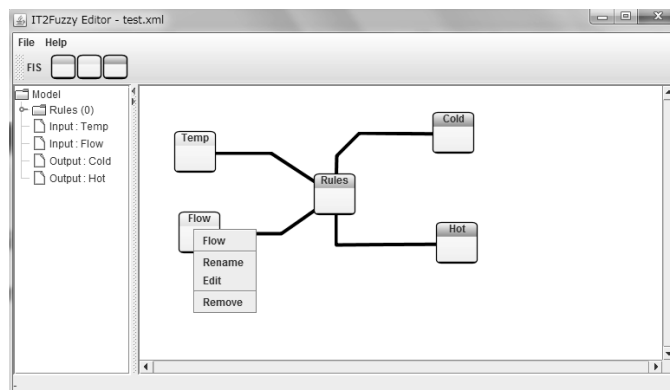 IT2Fuzzy Editor - test.xml
File Help
FIS
Model
Rules (0)
Input : Temp
Input : Flow
Output : Cold
Output : Hot
Temp
Cold
Rules
Flow
Hot
Flow
Rename
Edit
Remove
-